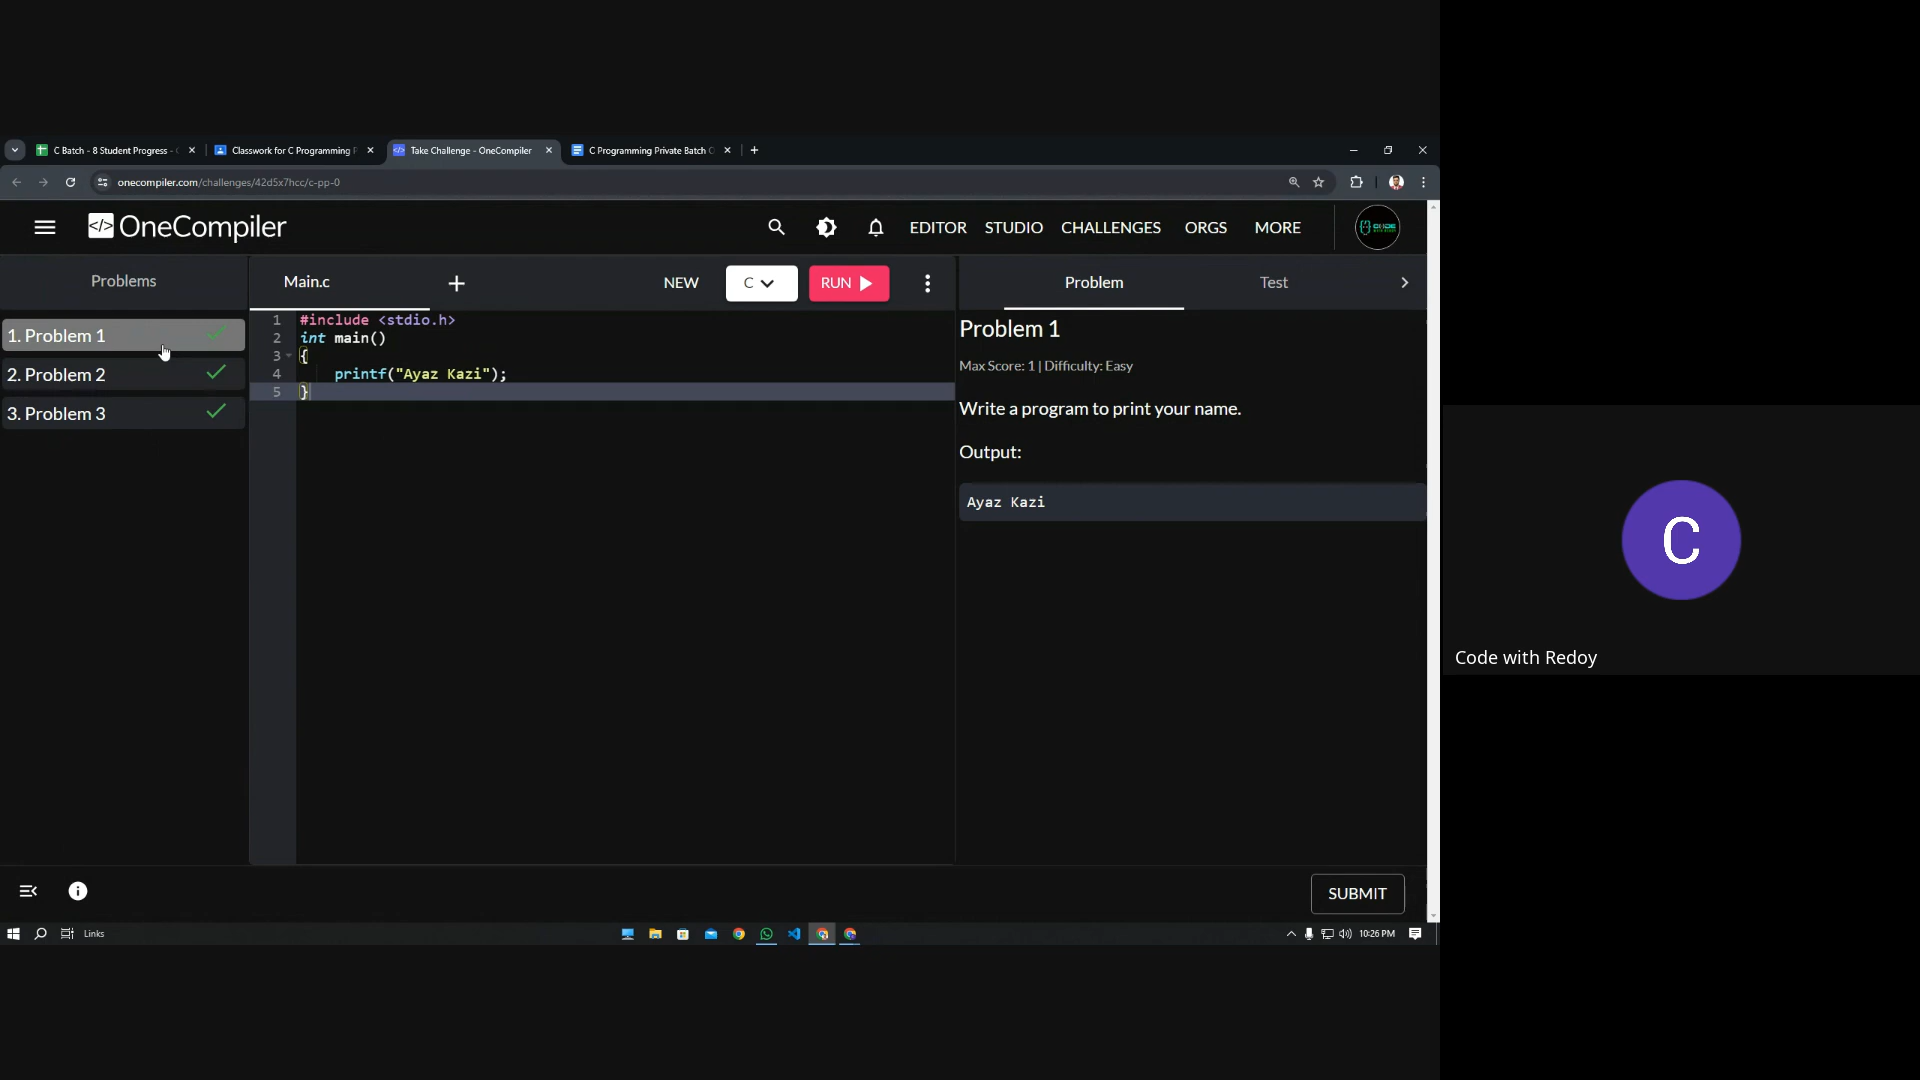 C Batch - 8 Student Progress -
Classwork for C Programming
Take Challenge - OneCompiler
C Programming Private Batch
onecompiler.com/challenges/42d5x7hcc/c-pp-0
</> OneCompiler
EDITOR STUDIO CHALLENGES ORGS MORE
Problems
1. Problem 1
2. Problem 2
3. Problem 3
Main.c
NEW
C
RUN
1 #include <stdio.h>
2 int main()
3 {
4 printf("Ayaz Kazi");
5 }
Problem
Test
Problem 1
Max Score: 1 | Difficulty: Easy
Write a program to print your name.
Output:
Ayaz Kazi
SUBMIT
Links
10:26 PM
C
Code with Redoy